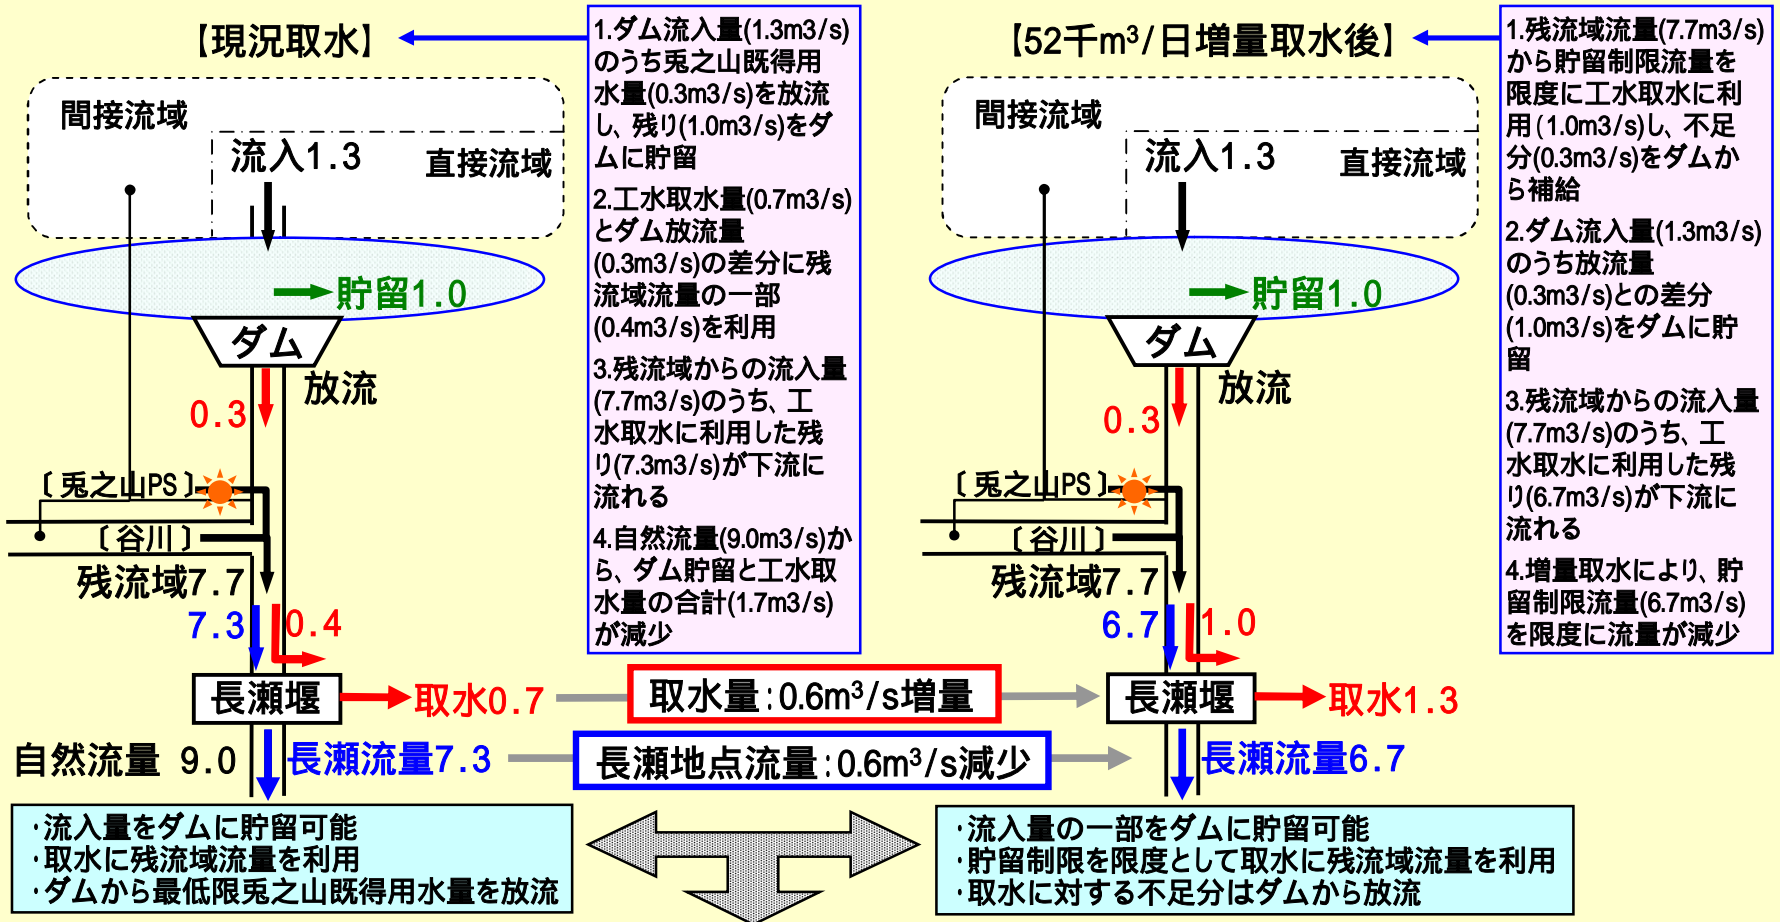 【現況取水】
間接流域
流入1.3
直接流域
貯留1.0
ダム
放流
0.3
〔兎之山PS〕
〔谷川〕
残流域7.7
7.3
0.4
長瀬堰
取水0.7
自然流量 9.0
長瀬流量7.3
1.ダム流入量(1.3m3/s)
のうち兎之山既得用
水量(0.3m3/s)を放流
し、残り(1.0m3/s)をダ
ムに貯留
2.工水取水量(0.7m3/s)
とダム放流量
(0.3m3/s)の差分に残
流域流量の一部
(0.4m3/s)を利用
3.残流域からの流入量
(7.7m3/s)のうち、工
水取水に利用した残
り(7.3m3/s)が下流に
流れる
4.自然流量(9.0m3/s)か
ら、ダム貯留と工水取
水量の合計(1.7m3/s)
が減少
取水量:0.6m³/s増量
長瀬地点流量:0.6m³/s減少
【52千m³/日増量取水後】
間接流域
流入1.3
直接流域
貯留1.0
ダム
放流
0.3
〔兎之山PS〕
〔谷川〕
残流域7.7
6.7
1.0
長瀬堰
取水1.3
長瀬流量6.7
1.残流域流量(7.7m3/s)
から貯留制限流量を
限度に工水取水に利
用(1.0m3/s)し、不足
分(0.3m3/s)をダムか
ら補給
2.ダム流入量(1.3m3/s)
のうち放流量
(0.3m3/s)との差分
(1.0m3/s)をダムに貯
留
3.残流域からの流入量
(7.7m3/s)のうち、工
水取水に利用した残
り(6.7m3/s)が下流に
流れる
4.増量取水により、貯
留制限流量(6.7m3/s)
を限度に流量が減少
・流入量をダムに貯留可能
・取水に残流域流量を利用
・ダムから最低限兎之山既得用水量を放流
・流入量の一部をダムに貯留可能
・貯留制限を限度として取水に残流域流量を利用
・取水に対する不足分はダムから放流